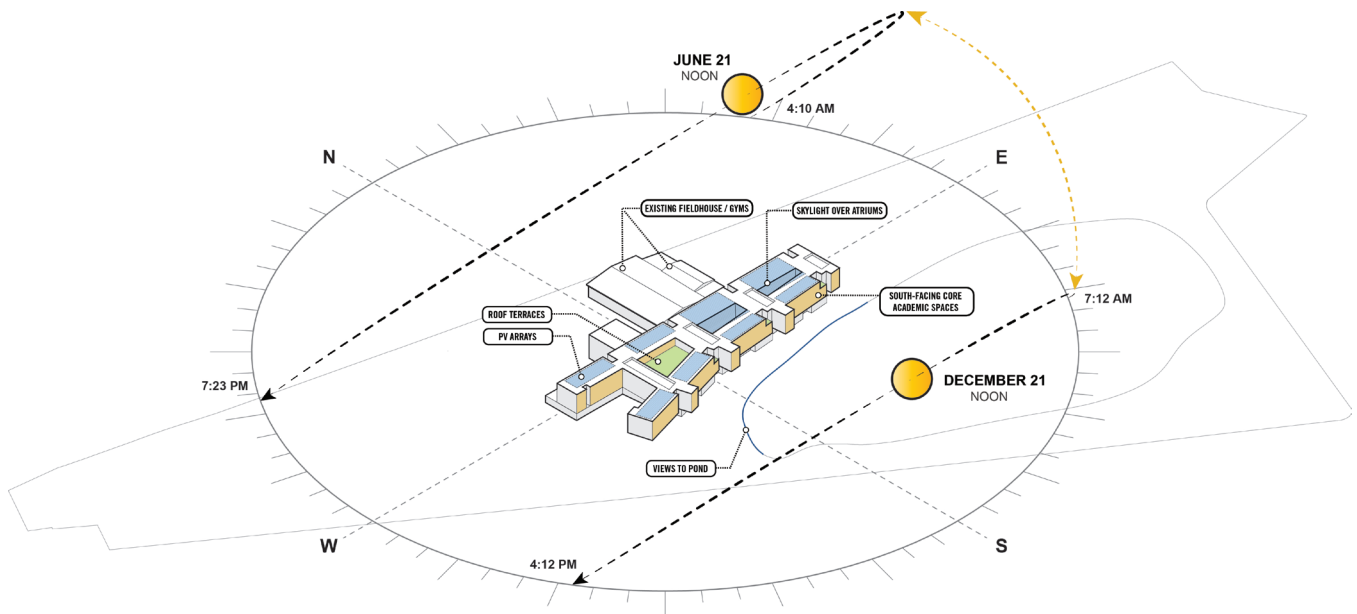 JUNE 21
NOON
4:10 AM
N
E
EXISTING FIELDHOUSE / GYMS
SKYLIGHT OVER ATRIUMS
SOUTH-FACING CORE
ACADEMIC SPACES
7:12 AM
ROOF TERRACES
PV ARRAYS
7:23 PM
DECEMBER 21
NOON
VIEWS TO POND
W
S
4:12 PM